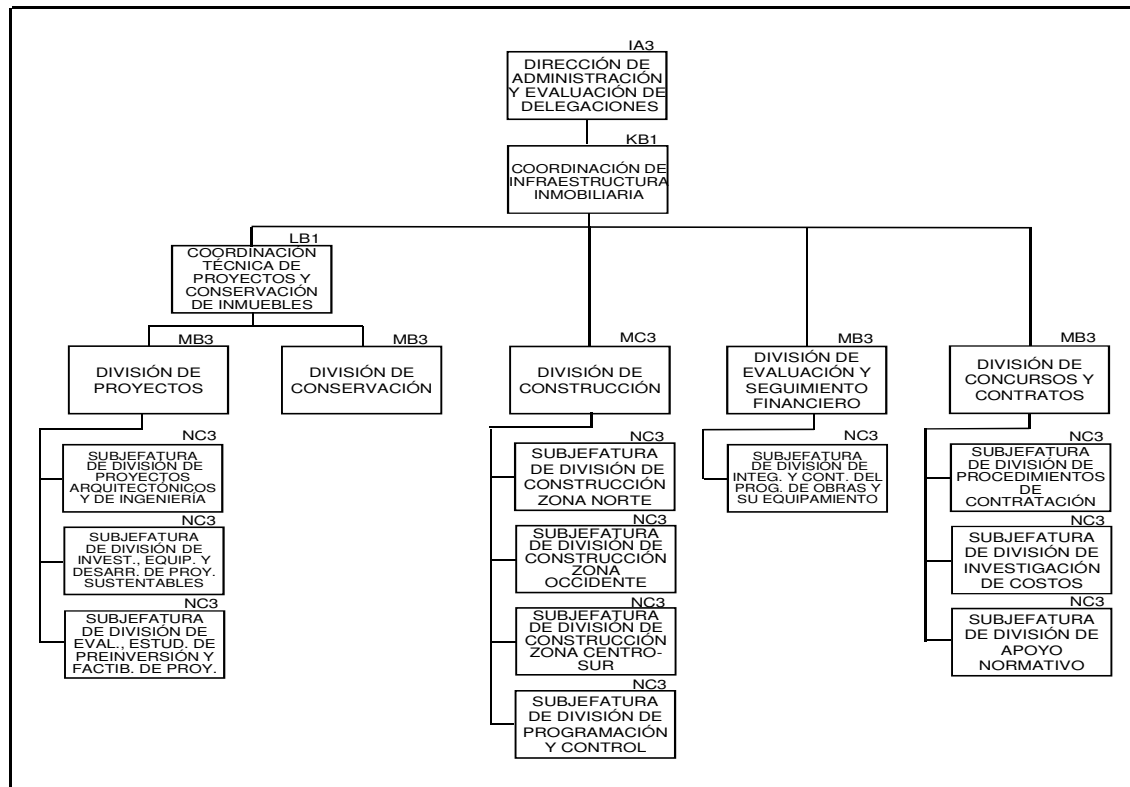 IA3
DIRECCIÓN DE
ADMINISTRACIÓN
Y EVALUACIÓN DE
DELEGACIONES
KB1
COORDINACIÓN DE
INFRAESTRUCTURA
INMOBILIARIA
LB1
COORDINACIÓN
TÉCNICA DE
PROYECTOS Y
CONSERVACIÓN
DE INMUEBLES
MB3
DIVISIÓN DE
PROYECTOS
MB3
DIVISIÓN DE
CONSERVACIÓN
MC3
DIVISIÓN DE
CONSTRUCCIÓN
MB3
DIVISIÓN DE
EVALUACIÓN Y
SEGUIMIENTO
FINANCIERO
MB3
DIVISIÓN DE
CONCURSOS Y
CONTRATOS
NC3
SUBJEFATURA
DE DIVISIÓN DE
PROYECTOS
ARQUITECTÓNICOS
Y DE INGENIERÍA
NC3
SUBJEFATURA
DE DIVISIÓN DE
INVEST., EQUIP. Y
DESARR. DE PROY.
SUSTENTABLES
NC3
SUBJEFATURA
DE DIVISIÓN DE
EVAL., ESTUD. DE
PREINVERSIÓN Y
FACTIB. DE PROY.
NC3
SUBJEFATURA
DE DIVISIÓN DE
CONSTRUCCIÓN
ZONA NORTE
NC3
SUBJEFATURA
DE DIVISIÓN DE
CONSTRUCCIÓN
ZONA
OCCIDENTE
NC3
SUBJEFATURA
DE DIVISIÓN DE
CONSTRUCCIÓN
ZONA CENTRO-
SUR
NC3
SUBJEFATURA
DE DIVISIÓN DE
PROGRAMACIÓN
Y CONTROL
NC3
SUBJEFATURA
DE DIVISIÓN DE
INTEG. Y CONT. DEL
PROG. DE OBRAS Y
SU EQUIPAMIENTO
NC3
SUBJEFATURA
DE DIVISIÓN DE
PROCEDIMIENTOS
DE
CONTRATACIÓN
NC3
SUBJEFATURA
DE DIVISIÓN DE
INVESTIGACIÓN
DE COSTOS
NC3
SUBJEFATURA
DE DIVISIÓN DE
APOYO
NORMATIVO